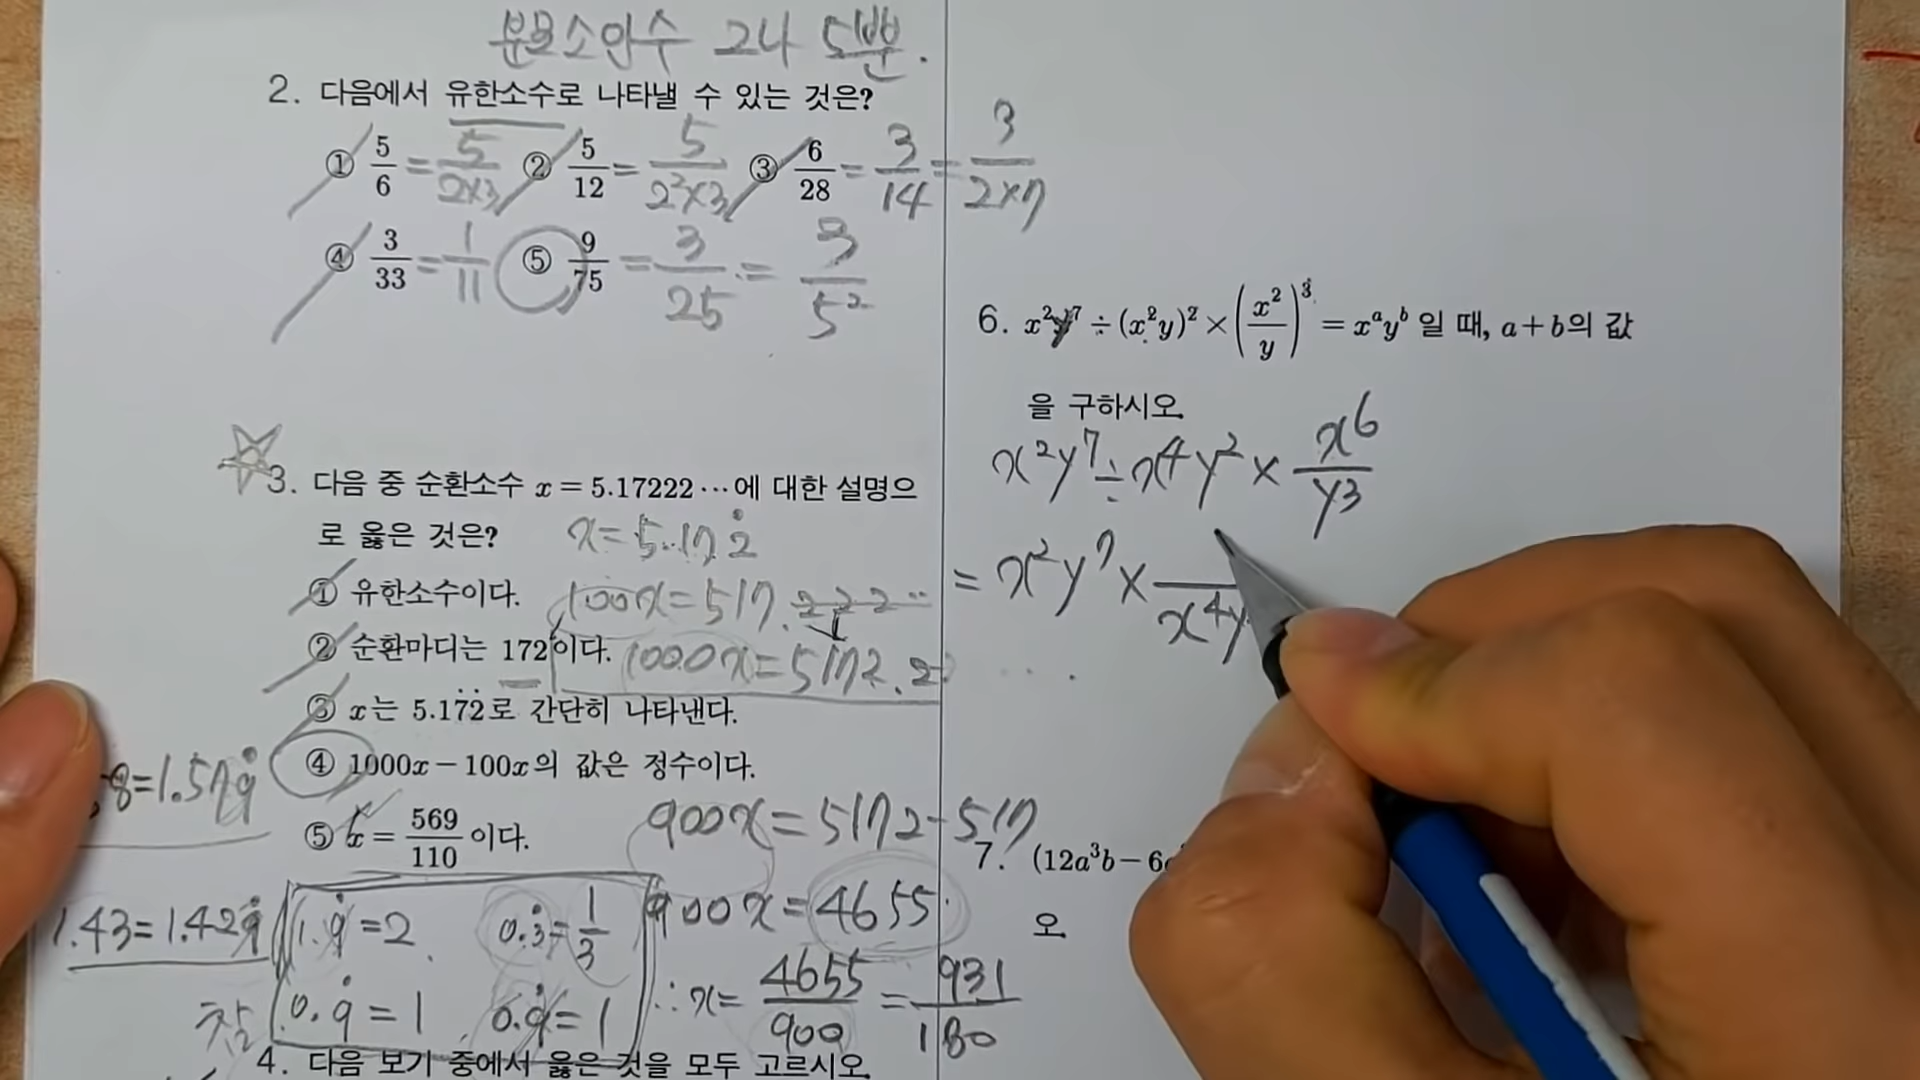 분모소인수 2나 5뿐.
2. 다음에서 유한소수로 나타낼 수 있는 것은?
① 5/6 = 5/2×3 ② 5/12 = 5/2²×3 ③ 6/28 = 3/14 = 3/2×7
④ 3/33 = 1/11 ⑤ 9/75 = 3/25 = 3/5²
3. 다음 중 순환소수 x = 5.17222⋯에 대한 설명으
로 옳은 것은? x=5.172̇
① 유한소수이다. 100x=517.222⋯
② 순환마디는 172이다. 1000x=5172.2
③ x는 5.17̇2̇로 간단히 나타낸다.
④ 1000x − 100x의 값은 정수이다.
8=1.579̇
⑤ x = 569/110 이다.
900x=5172-517
1.43=1.429̇
1.9̇=2 0.3̇=1/3
900x=4655
0.9̇=1 0.9̇=1
∴x= 4655/900 = 931/180
4. 다음 보기 중에서 옳은 것을 모두 고르시오.
6. x²y⁷ ÷ (x²y)² × (x²/y)³ = xᵃyᵇ 일 때, a+b의 값
을 구하시오.
x²y⁷÷x⁴y²× x⁶/y³
= x²y⁷× /x⁴y
7. (12a³b − 6
오.